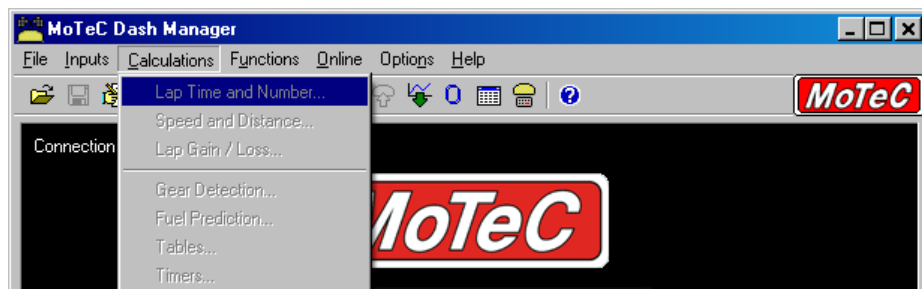 MoTeC Dash Manager
File Inputs Calculations Functions Online Options Help
Lap Time and Number...
MoTeC
Speed and Distance...
Connection
Lap Gain / Loss...
Gear Detection...
Fuel Prediction...
MoTeC
Tables...
Timers...